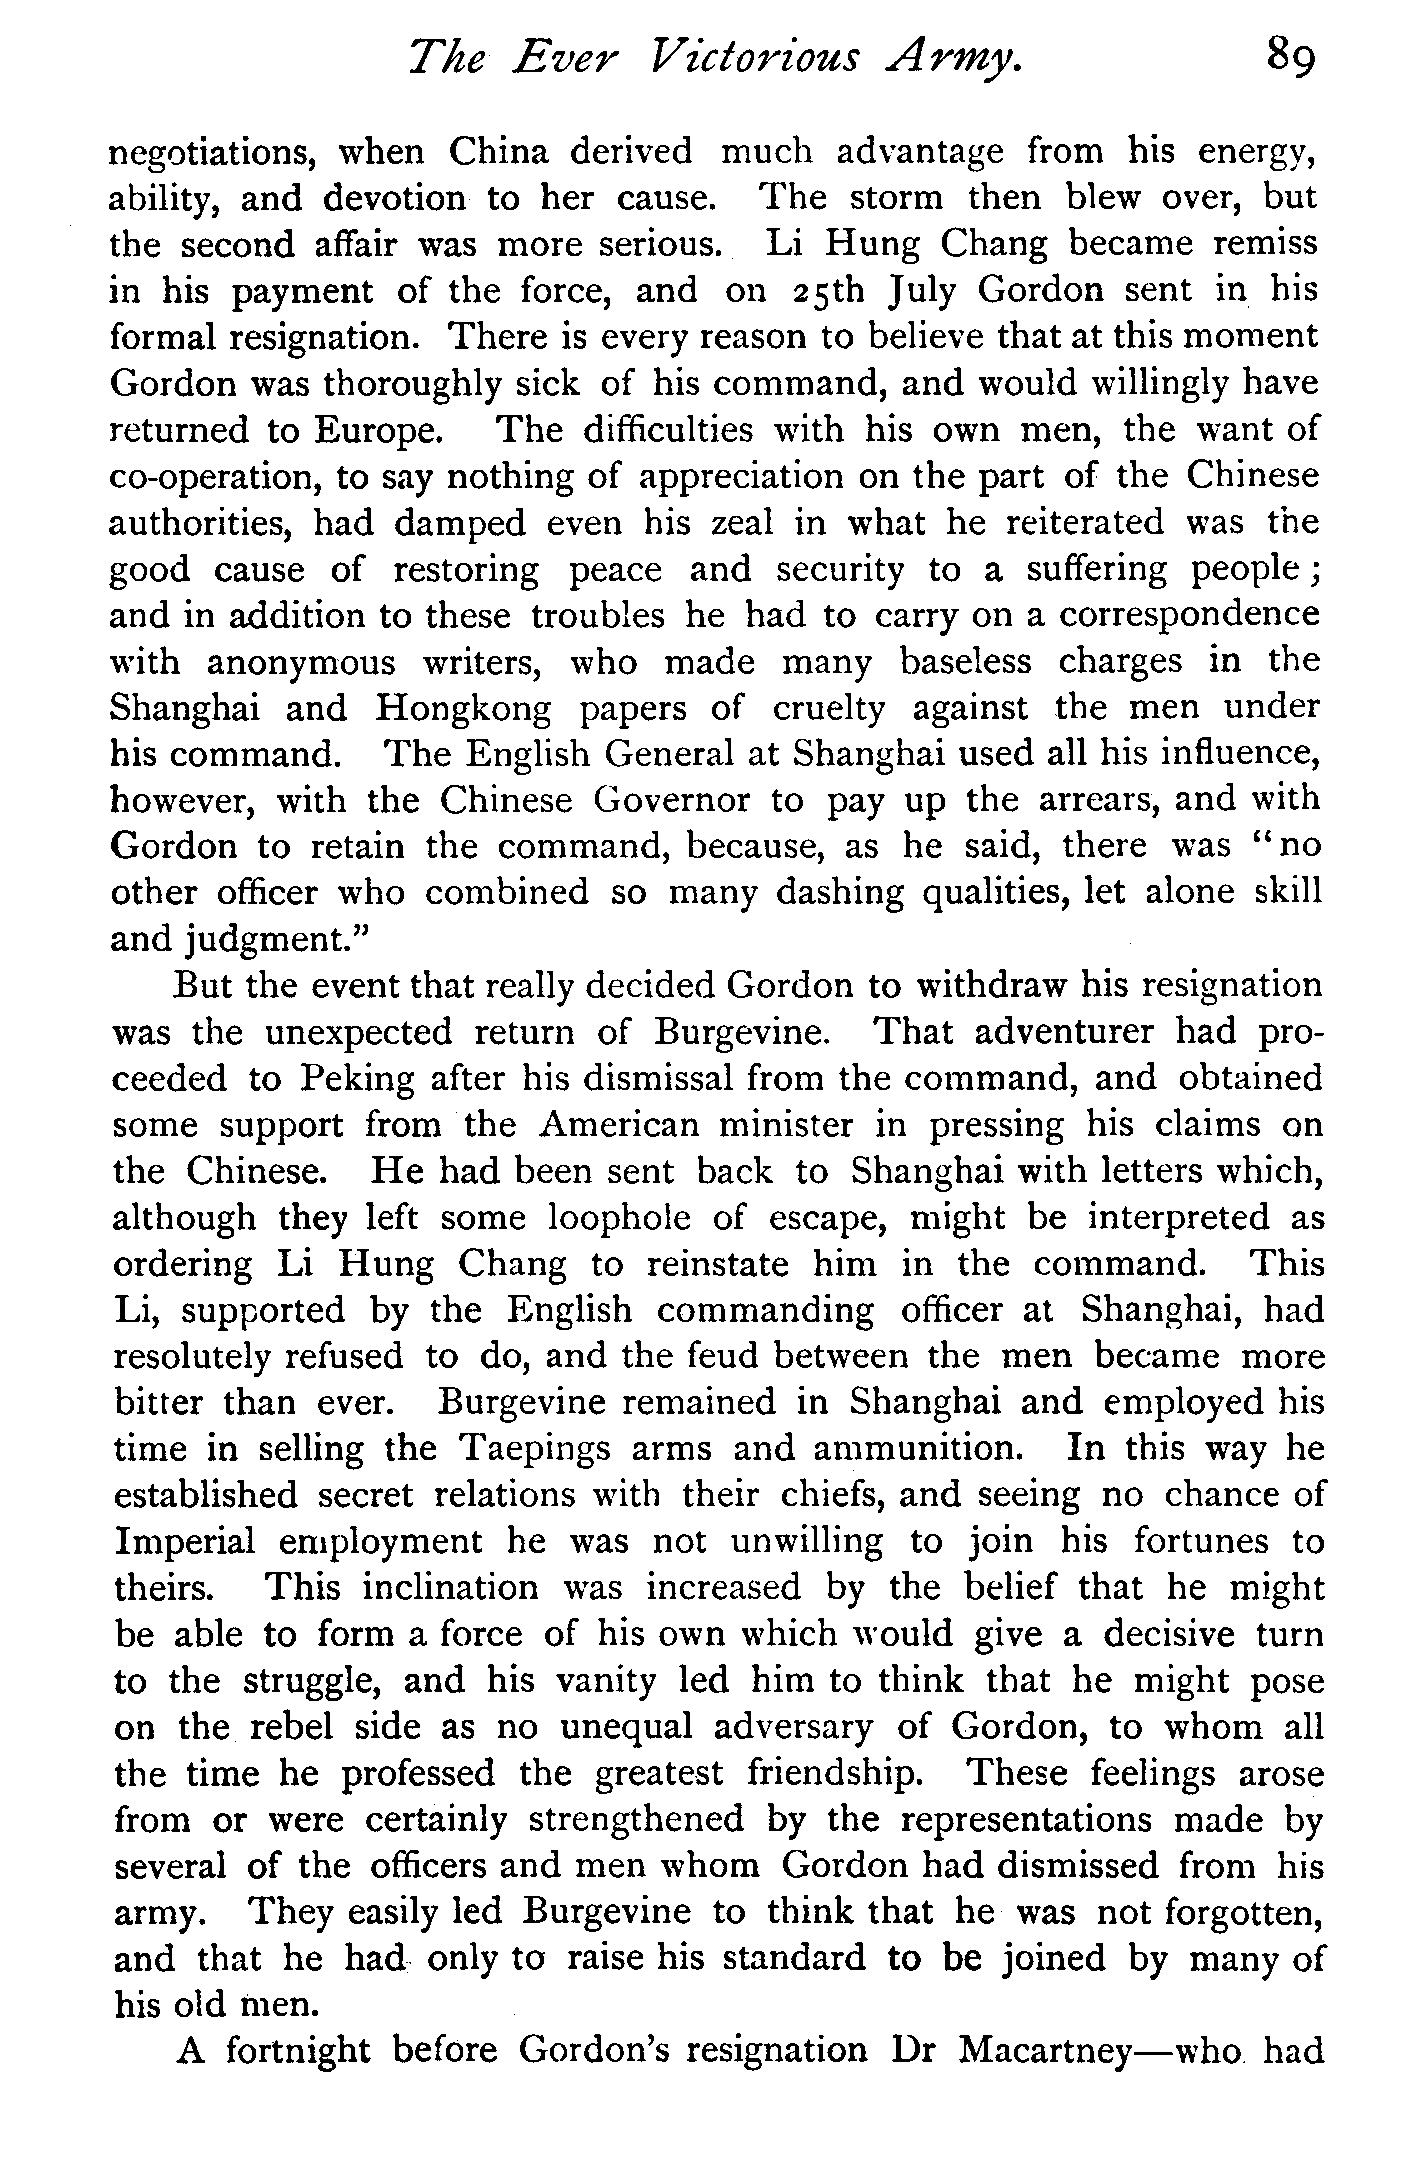 The Ever Victorious Army. 89
negotiations, when China derived much advantage from his energy,
ability, and devotion to her cause. The storm then blew over, but
the second affair was more serious. Li Hung Chang became remiss
in his payment of the force, and on 25th July Gordon sent in his
formal resignation. There is every reason to believe that at this moment
Gordon was thoroughly sick of his command, and would willingly have
returned to Europe. The difficulties with his own men, the want of
co-operation, to say nothing of appreciation on the part of the Chinese
authorities, had damped even his zeal in what he reiterated was the
good cause of restoring peace and security to a suffering people ;
and in addition to these troubles he had to carry on a correspondence
with anonymous writers, who made many baseless charges in the
Shanghai and Hongkong papers of cruelty against the men under
his command. The English General at Shanghai used all his influence,
however, with the Chinese Governor to pay up the arrears, and with
Gordon to retain the command, because, as he said, there was “no
other officer who combined so many dashing qualities, let alone skill
and judgment.”
But the event that really decided Gordon to withdraw his resignation
was the unexpected return of Burgevine. That adventurer had pro-
ceeded to Peking after his dismissal from the command, and obtained
some support from the American minister in pressing his claims on
the Chinese. He had been sent back to Shanghai with letters which,
although they left some loophole of escape, might be interpreted as
ordering Li Hung Chang to reinstate him in the command. This
Li, supported by the English commanding officer at Shanghai, had
resolutely refused to do, and the feud between the men became more
bitter than ever. Burgevine remained in Shanghai and employed his
time in selling the Taepings arms and ammunition. In this way he
established secret relations with their chiefs, and seeing no chance of
Imperial employment he was not unwilling to join his fortunes to
theirs. This inclination was increased by the belief that he might
be able to form a force of his own which would give a decisive turn
to the struggle, and his vanity led him to think that he might pose
on the rebel side as no unequal adversary of Gordon, to whom all
the time he professed the greatest friendship. These feelings arose
from or were certainly strengthened by the representations made by
several of the officers and men whom Gordon had dismissed from his
army. They easily led Burgevine to think that he was not forgotten,
and that he had only to raise his standard to be joined by many of
his old men.
A fortnight before Gordon’s resignation Dr Macartney—who had